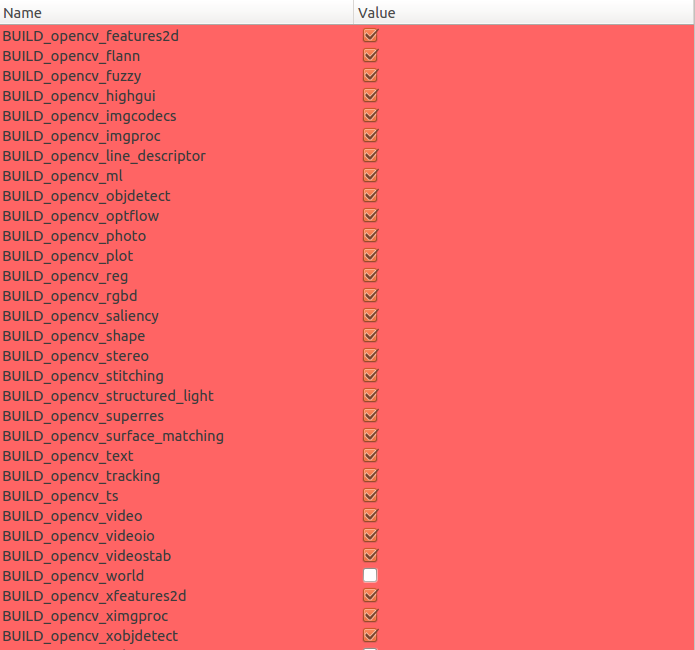 Name Value
BUILD_opencv_features2d
BUILD_opencv_flann
BUILD_opencv_fuzzy
BUILD_opencv_highgui
BUILD_opencv_imgcodecs
BUILD_opencv_imgproc
BUILD_opencv_line_descriptor
BUILD_opencv_ml
BUILD_opencv_objdetect
BUILD_opencv_optflow
BUILD_opencv_photo
BUILD_opencv_plot
BUILD_opencv_reg
BUILD_opencv_rgbd
BUILD_opencv_saliency
BUILD_opencv_shape
BUILD_opencv_stereo
BUILD_opencv_stitching
BUILD_opencv_structured_light
BUILD_opencv_superres
BUILD_opencv_surface_matching
BUILD_opencv_text
BUILD_opencv_tracking
BUILD_opencv_ts
BUILD_opencv_video
BUILD_opencv_videoio
BUILD_opencv_videostab
BUILD_opencv_world
BUILD_opencv_xfeatures2d
BUILD_opencv_ximgproc
BUILD_opencv_xobjdetect